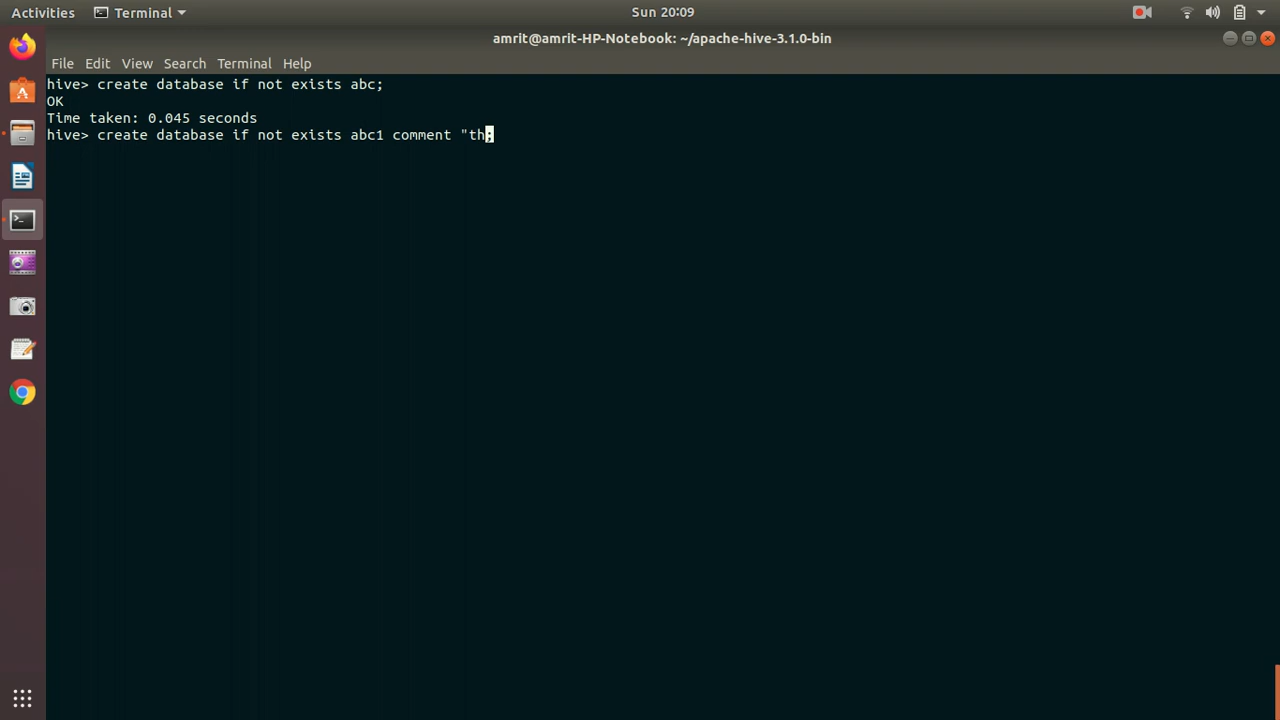 Activities Terminal Sun 20:09
amrit@amrit-HP-Notebook: ~/apache-hive-3.1.0-bin
File Edit View Search Terminal Help
hive> create database if not exists abc;
OK
Time taken: 0.045 seconds
hive> create database if not exists abc1 comment "th;